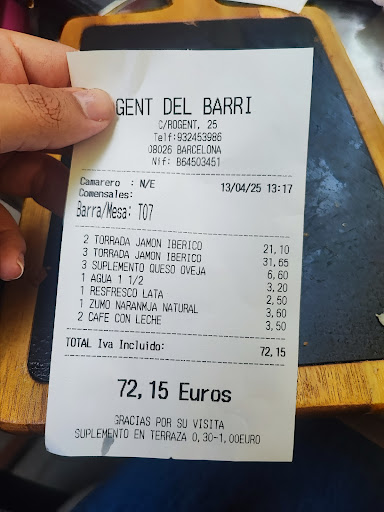 GENT DEL BARRI
C/ROGENT, 25
Telf:932453986
08026 BARCELONA
Nif: B64503451
Camarero : N/E 13/04/25 13:17
Comensales:
Barra/Mesa: T07
2 TORRADA JAMON IBERICO 21,10
3 TORRADA JAMON IBERICO 31,65
3 SUPLEMENTO QUESO OVEJA 6,60
1 AGUA 1 1/2 3,20
1 RESFRESCO LATA 2,50
1 ZUMO NARANMJA NATURAL 3,60
2 CAFE CON LECHE 3,50
TOTAL Iva Incluido: 72,15
72,15 Euros
GRACIAS POR SU VISITA
SUPLEMENTO EN TERRAZA 0,30-1,00EURO